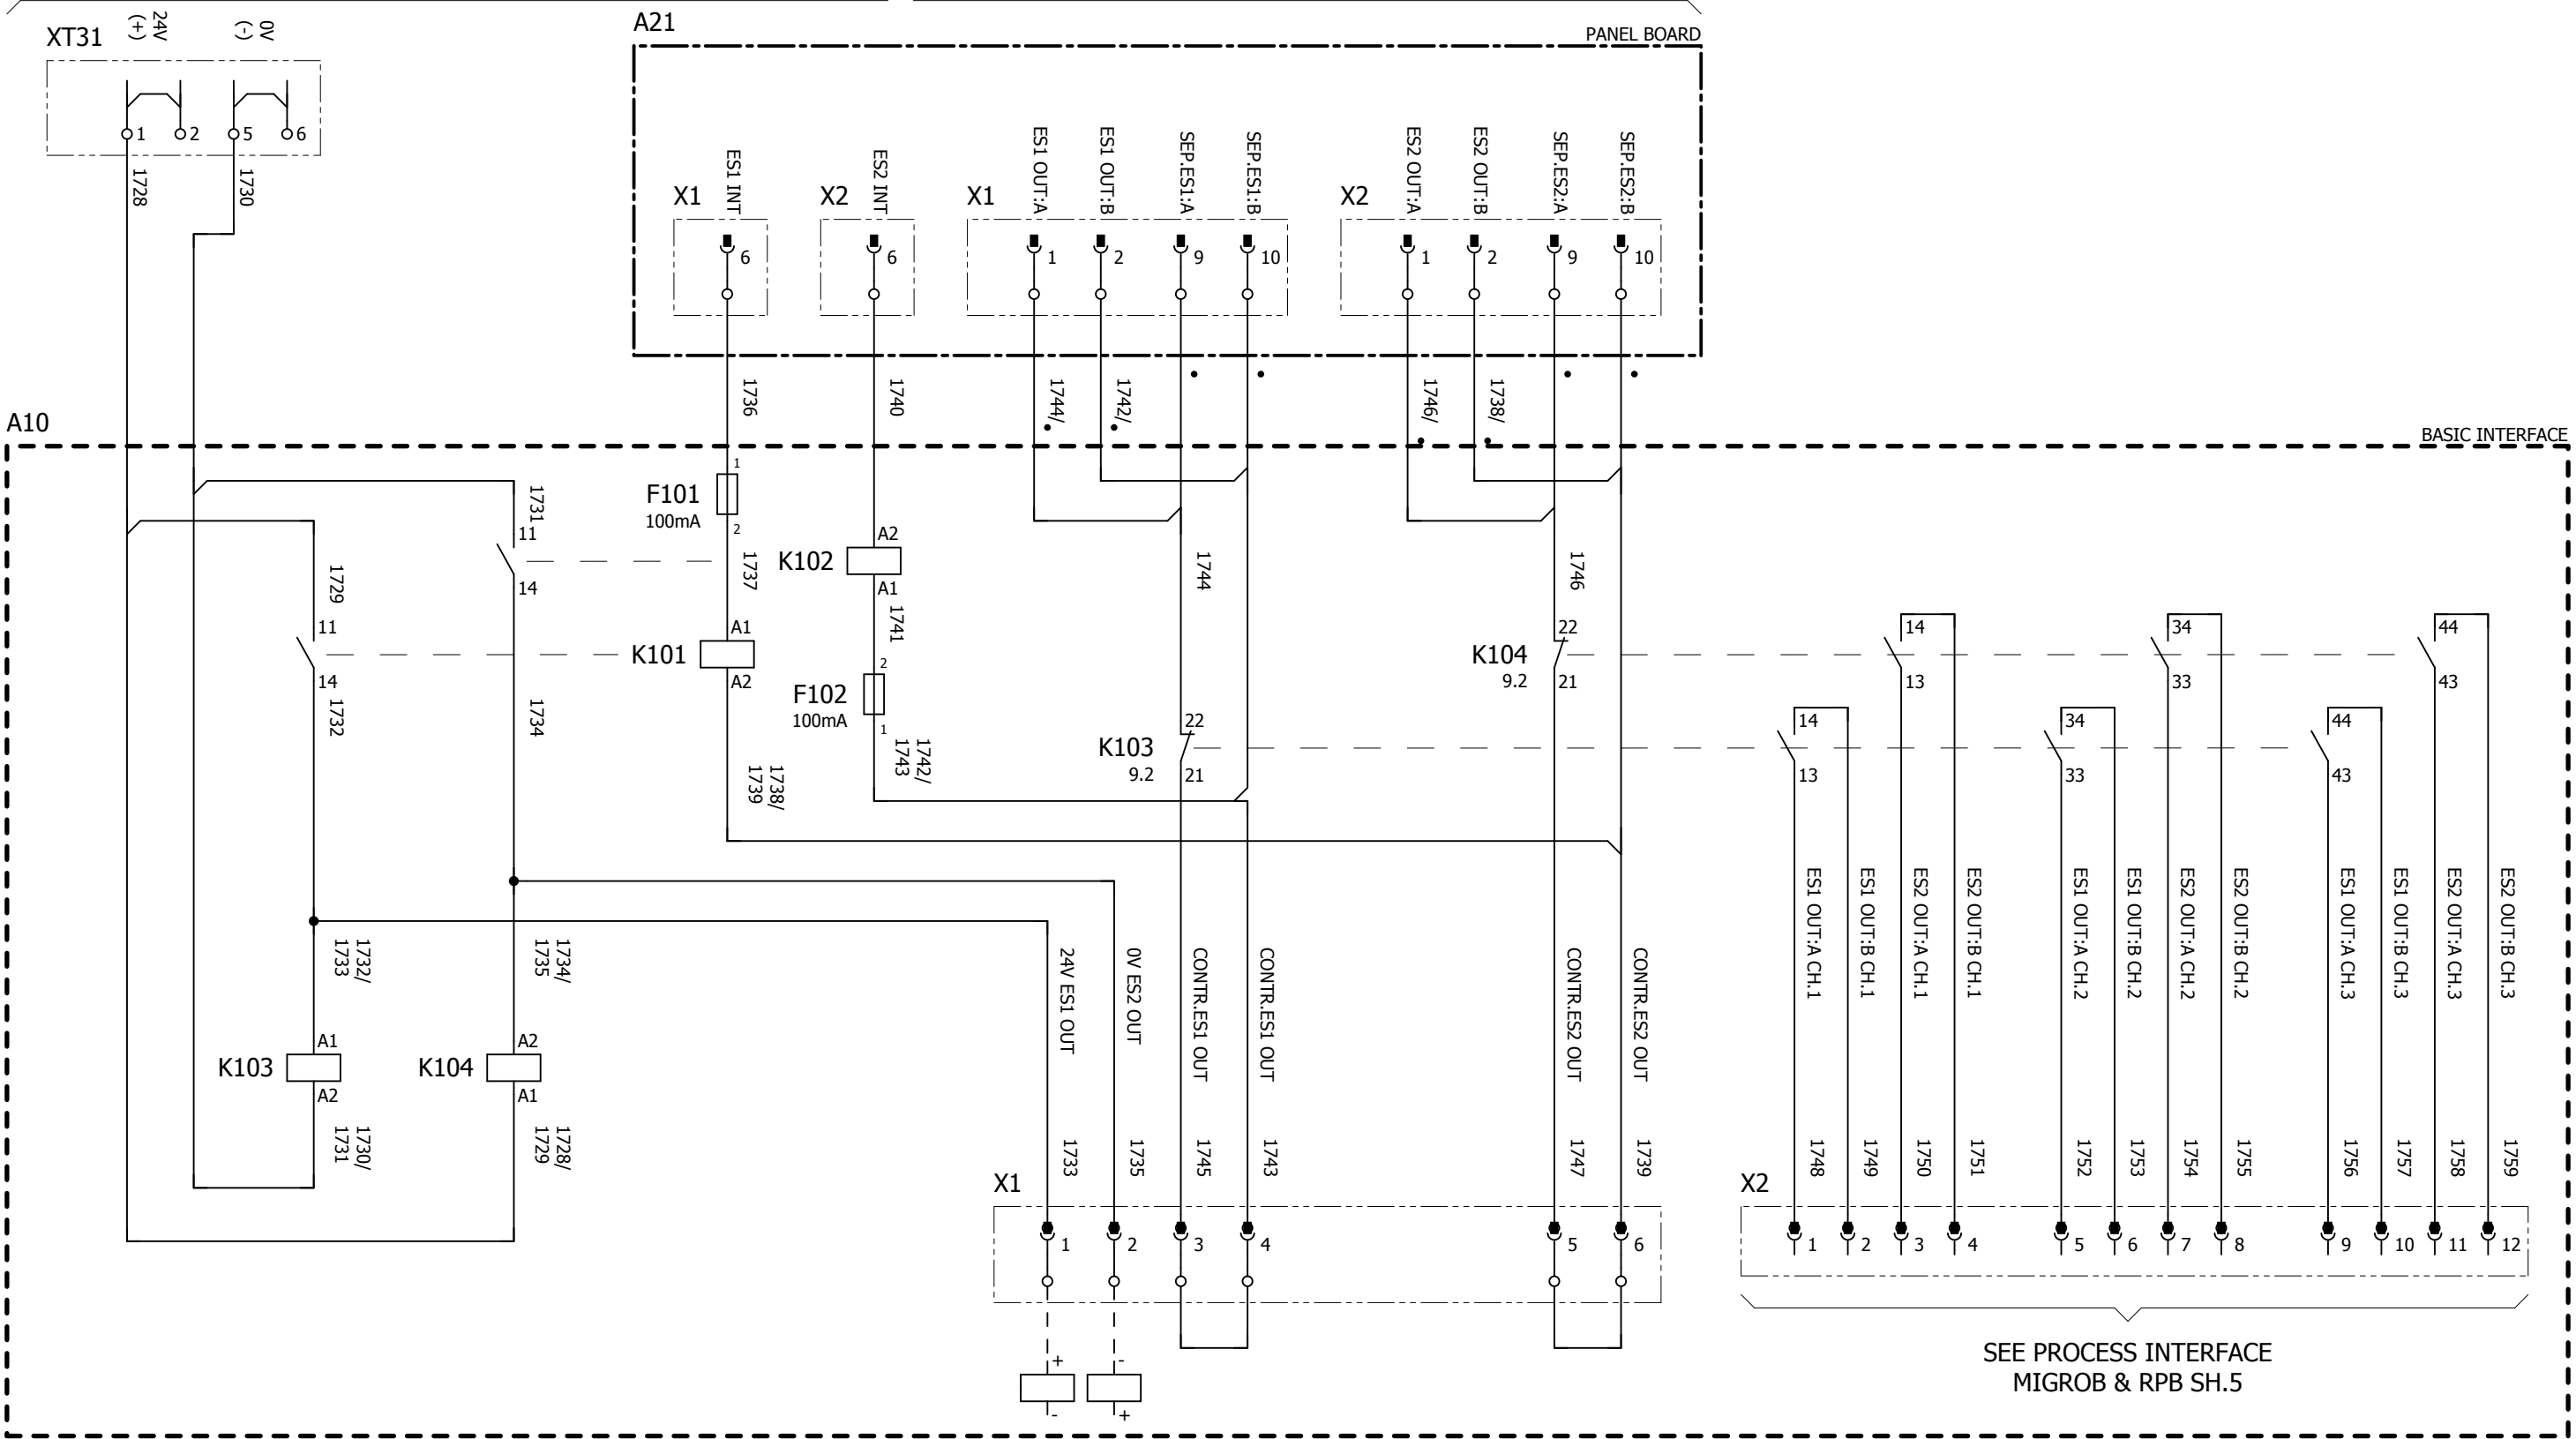 24V
(+)
0V
(-)
XT31
1
2
5
6
1728
1730
A21
PANEL BOARD
ES1 INT
ES2 INT
ES1 OUT:A
ES1 OUT:B
SEP.ES1:A
SEP.ES1:B
ES2 OUT:A
ES2 OUT:B
SEP.ES2:A
SEP.ES2:B
X1
X2
X1
X2
6
6
1
2
9
10
1
2
9
10
1736
1740
1744/
1742/
1746/
1738/
A10
BASIC INTERFACE
1731
11
14
1729
11
14
1732
1734
1
F101
100mA
2
1737
A1
K101
A2
1738/
1739
A2
K102
A1
1741
2
F102
100mA
1
1742/
1743
1744
22
K103
9.2
21
1746
22
K104
9.2
21
14
13
34
33
44
43
14
13
34
33
44
43
1732/
1733
1734/
1735
A1
K103
A2
A2
K104
A1
1730/
1731
1728/
1729
24V ES1 OUT
0V ES2 OUT
CONTR.ES1 OUT
CONTR.ES1 OUT
CONTR.ES2 OUT
CONTR.ES2 OUT
ES1 OUT:A CH.1
ES1 OUT:B CH.1
ES2 OUT:A CH.1
ES2 OUT:B CH.1
ES1 OUT:A CH.2
ES1 OUT:B CH.2
ES2 OUT:A CH.2
ES2 OUT:B CH.2
ES1 OUT:A CH.3
ES1 OUT:B CH.3
ES2 OUT:A CH.3
ES2 OUT:B CH.3
1733
1735
1745
1743
1747
1739
1748
1749
1750
1751
1752
1753
1754
1755
1756
1757
1758
1759
X1
X2
1
2
3
4
5
6
1
2
3
4
5
6
7
8
9
10
11
12
+
-
-
+
SEE PROCESS INTERFACE
MIGROB & RPB SH.5